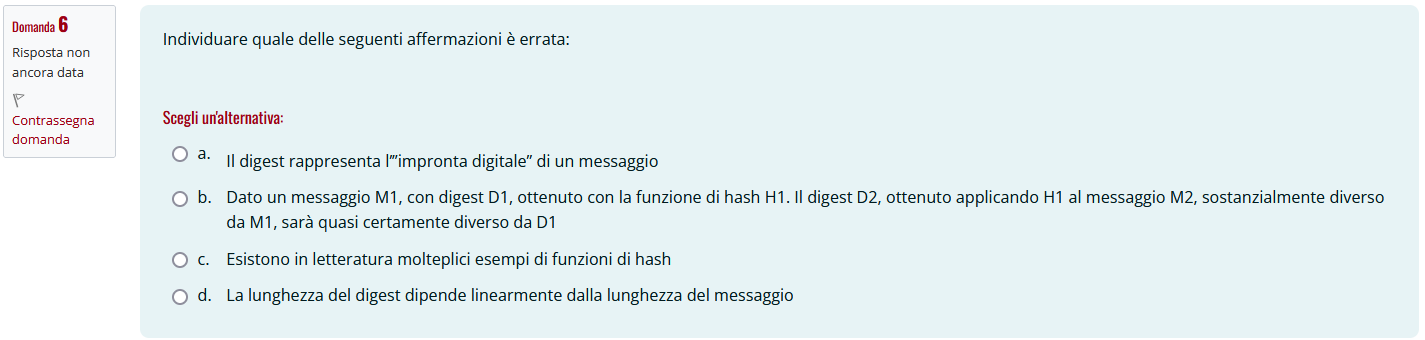 Domanda 6
Risposta non
ancora data
Contrassegna
domanda
Individuare quale delle seguenti affermazioni è errata:
Scegli un'alternativa:
a. Il digest rappresenta l'"impronta digitale" di un messaggio
b. Dato un messaggio M1, con digest D1, ottenuto con la funzione di hash H1. Il digest D2, ottenuto applicando H1 al messaggio M2, sostanzialmente diverso
da M1, sarà quasi certamente diverso da D1
c. Esistono in letteratura molteplici esempi di funzioni di hash
d. La lunghezza del digest dipende linearmente dalla lunghezza del messaggio